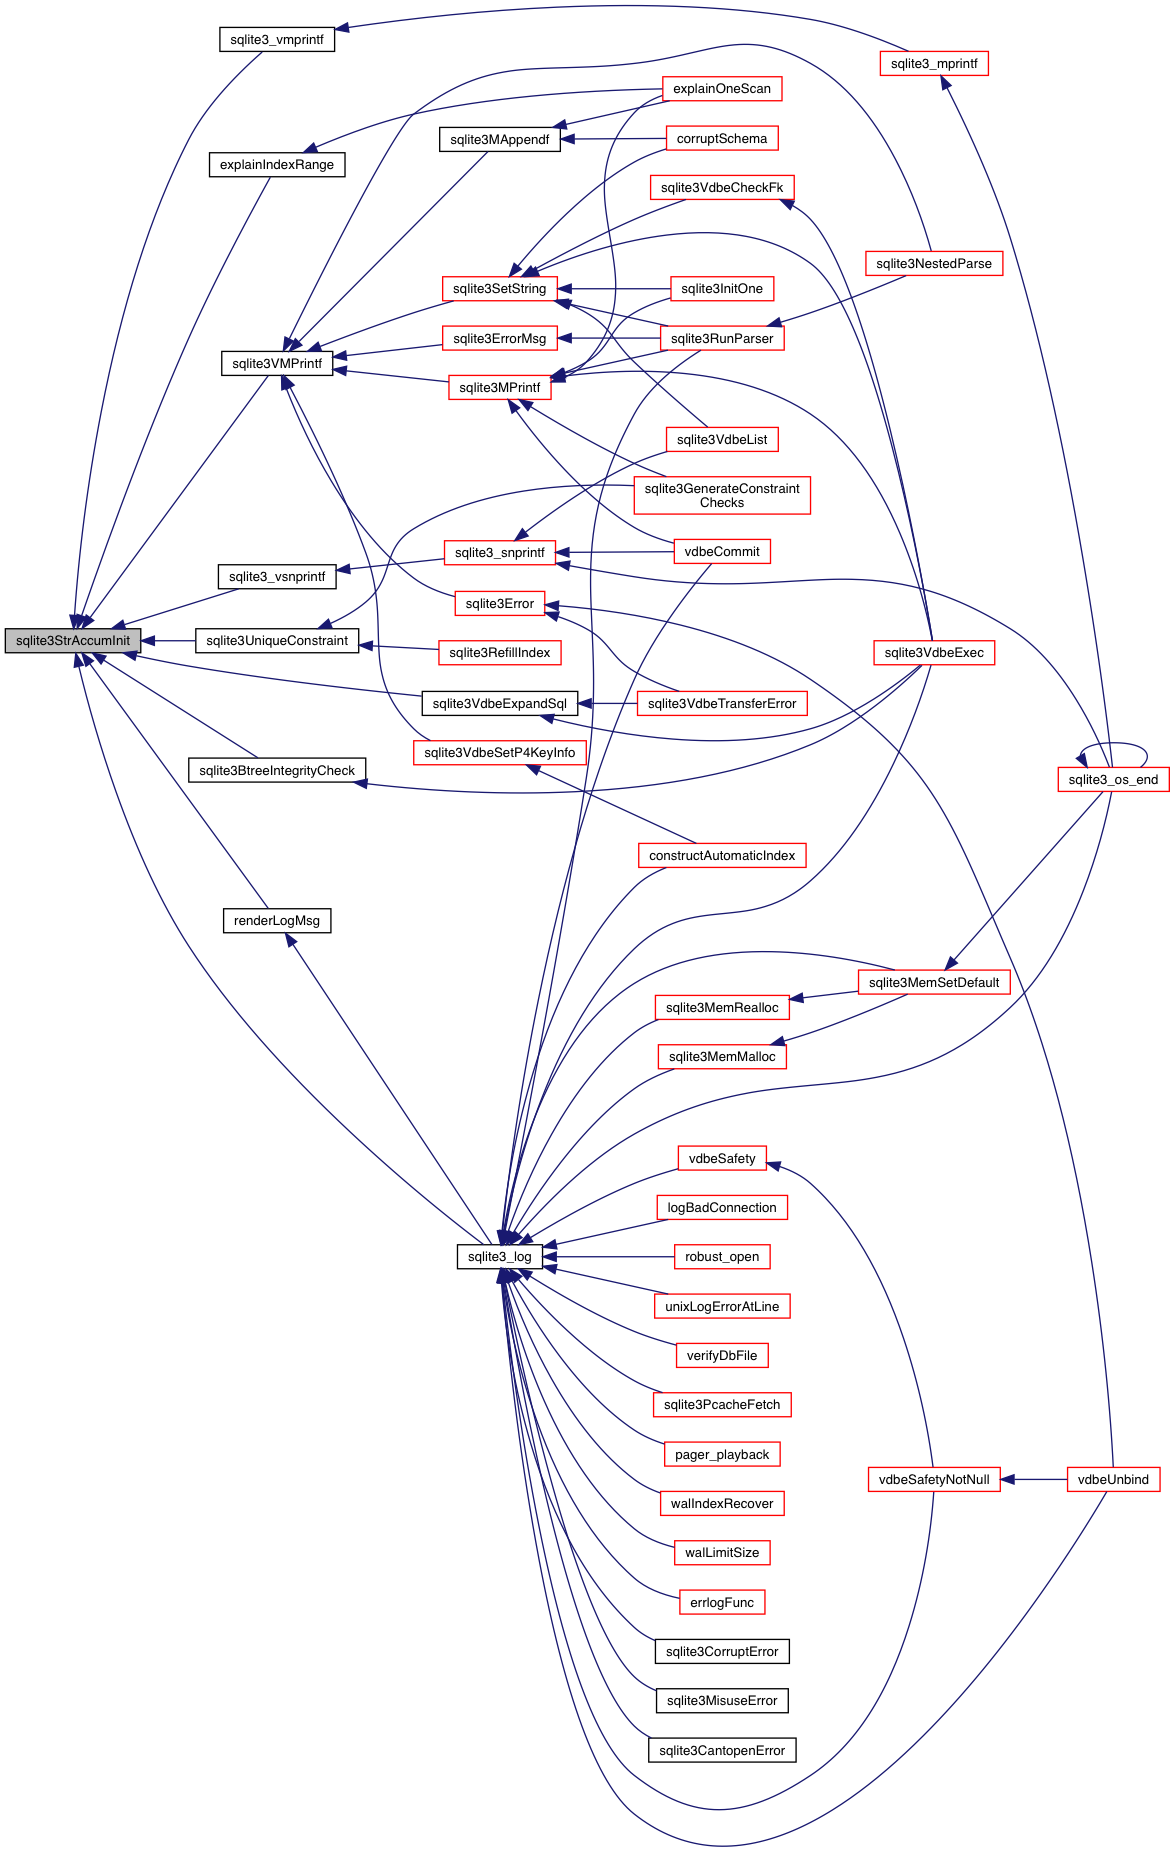 sqlite3_vmprintf
sqlite3_mprintf
explainOneScan
sqlite3MAppendf
corruptSchema
explainIndexRange
sqlite3VdbeCheckFk
sqlite3NestedParse
sqlite3SetString
sqlite3InitOne
sqlite3ErrorMsg
sqlite3RunParser
sqlite3VMPrintf
sqlite3MPrintf
sqlite3VdbeList
sqlite3GenerateConstraint
Checks
sqlite3_snprintf
vdbeCommit
sqlite3_vsnprintf
sqlite3Error
sqlite3StrAccumInit
sqlite3UniqueConstraint
sqlite3RefillIndex
sqlite3VdbeExec
sqlite3VdbeExpandSql
sqlite3VdbeTransferError
sqlite3VdbeSetP4KeyInfo
sqlite3BtreeIntegrityCheck
sqlite3_os_end
constructAutomaticIndex
renderLogMsg
sqlite3MemSetDefault
sqlite3MemRealloc
sqlite3MemMalloc
vdbeSafety
logBadConnection
sqlite3_log
robust_open
unixLogErrorAtLine
verifyDbFile
sqlite3PcacheFetch
pager_playback
vdbeSafetyNotNull
vdbeUnbind
walIndexRecover
walLimitSize
errlogFunc
sqlite3CorruptError
sqlite3MisuseError
sqlite3CantopenError